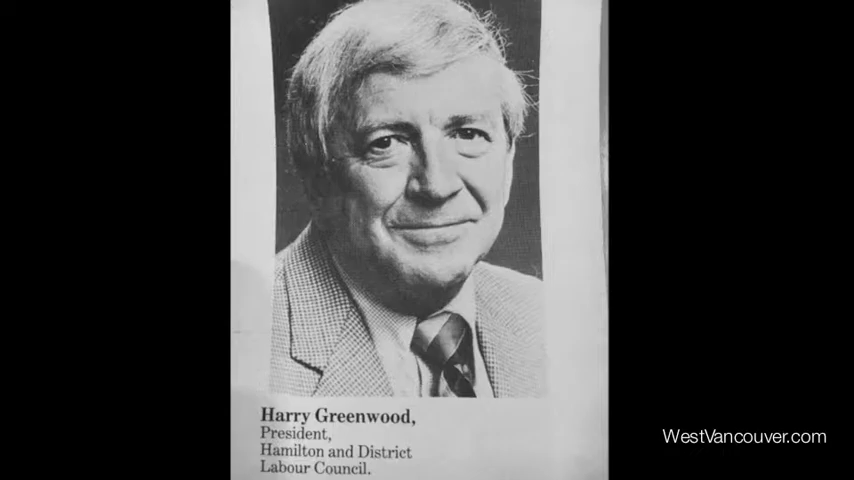 Harry Greenwood,
President,
Hamilton and District
Labour Council.
WestVancouver.com